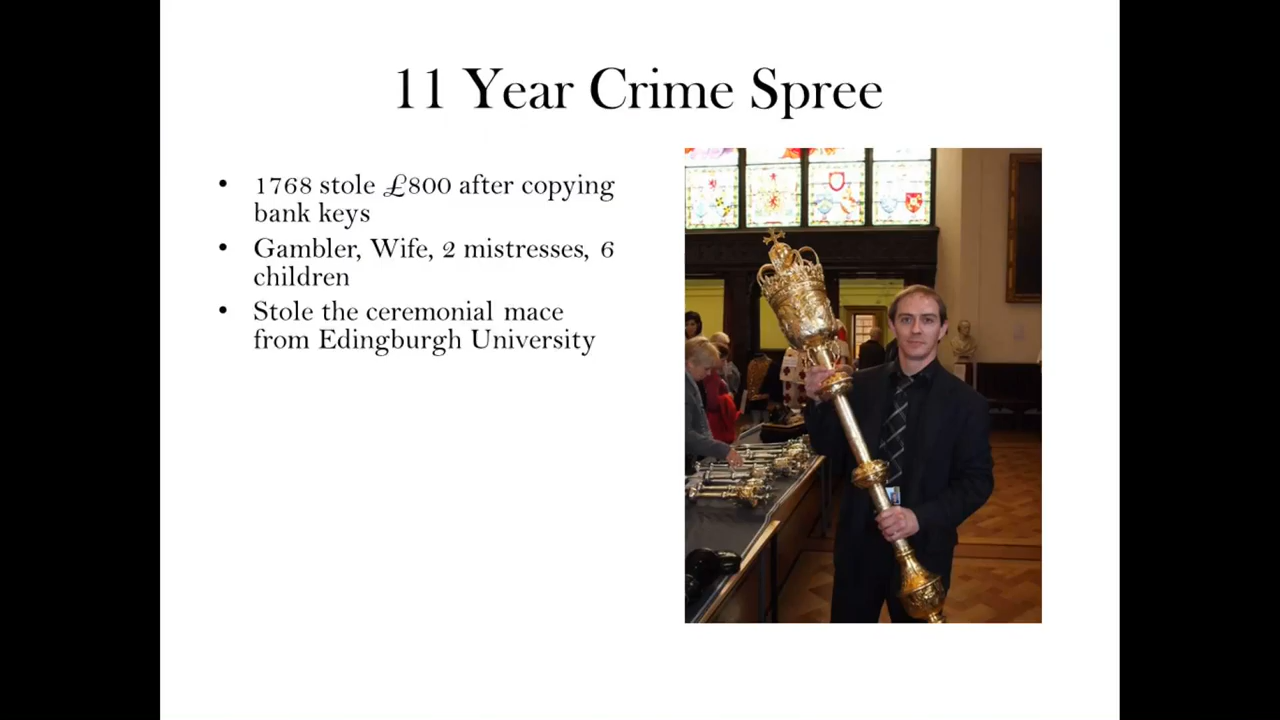 11 Year Crime Spree
• 1768 stole £800 after copying
bank keys
• Gambler, Wife, 2 mistresses, 6
children
• Stole the ceremonial mace
from Edingburgh University